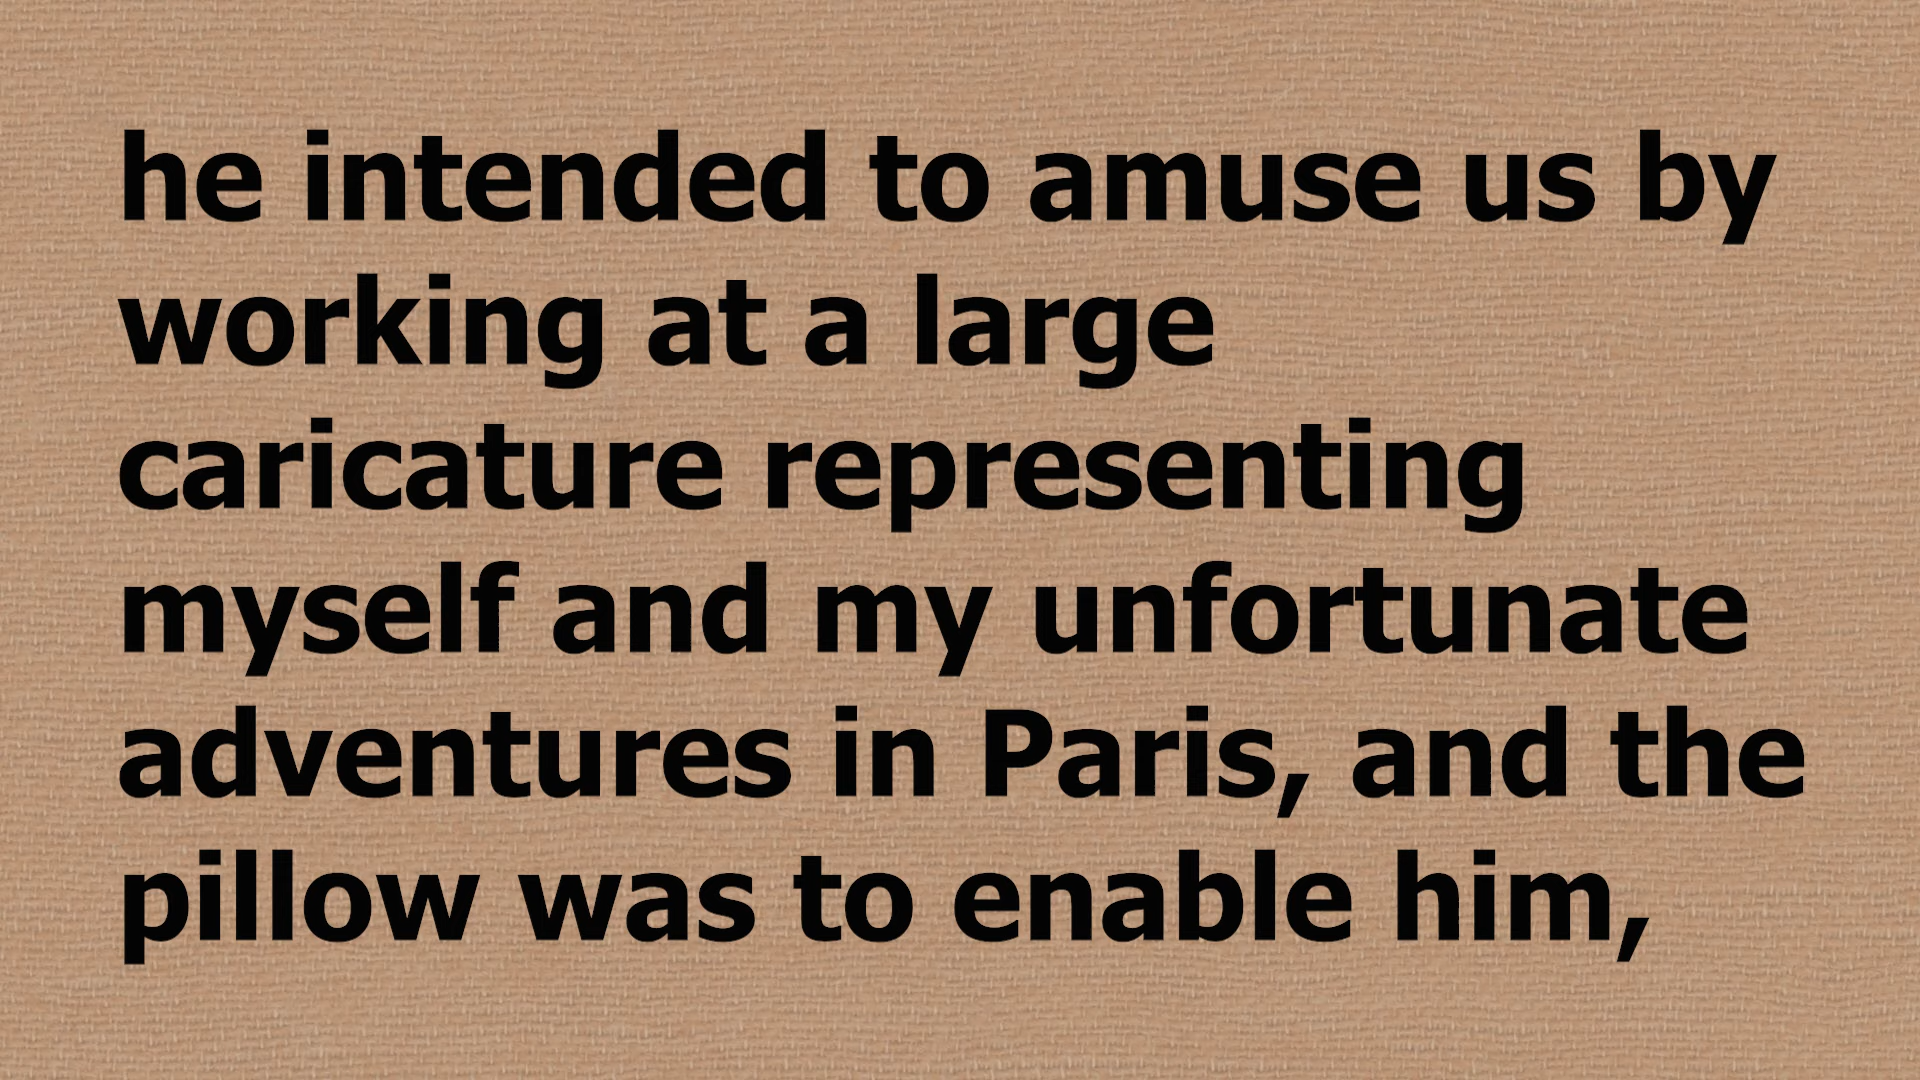 he intended to amuse us by
working at a large
caricature representing
myself and my unfortunate
adventures in Paris, and the
pillow was to enable him,